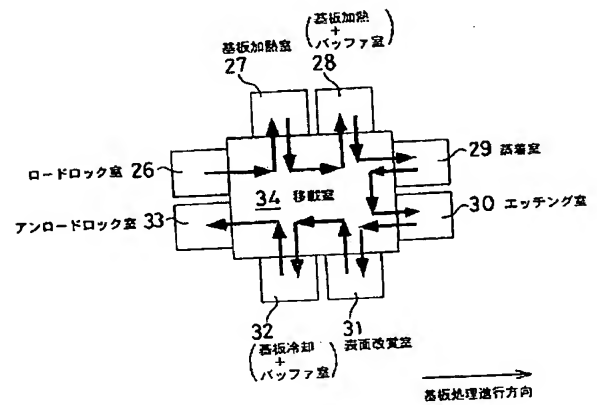 基板加熱室
27
(基板加熱
+
バッファ室)
28
ロードロック室 26
29 蒸着室
34 移載室
アンロードロック室 33
30 エッチング室
32
(基板冷却
+
バッファ室)
31
表面改質室
基板処理進行方向